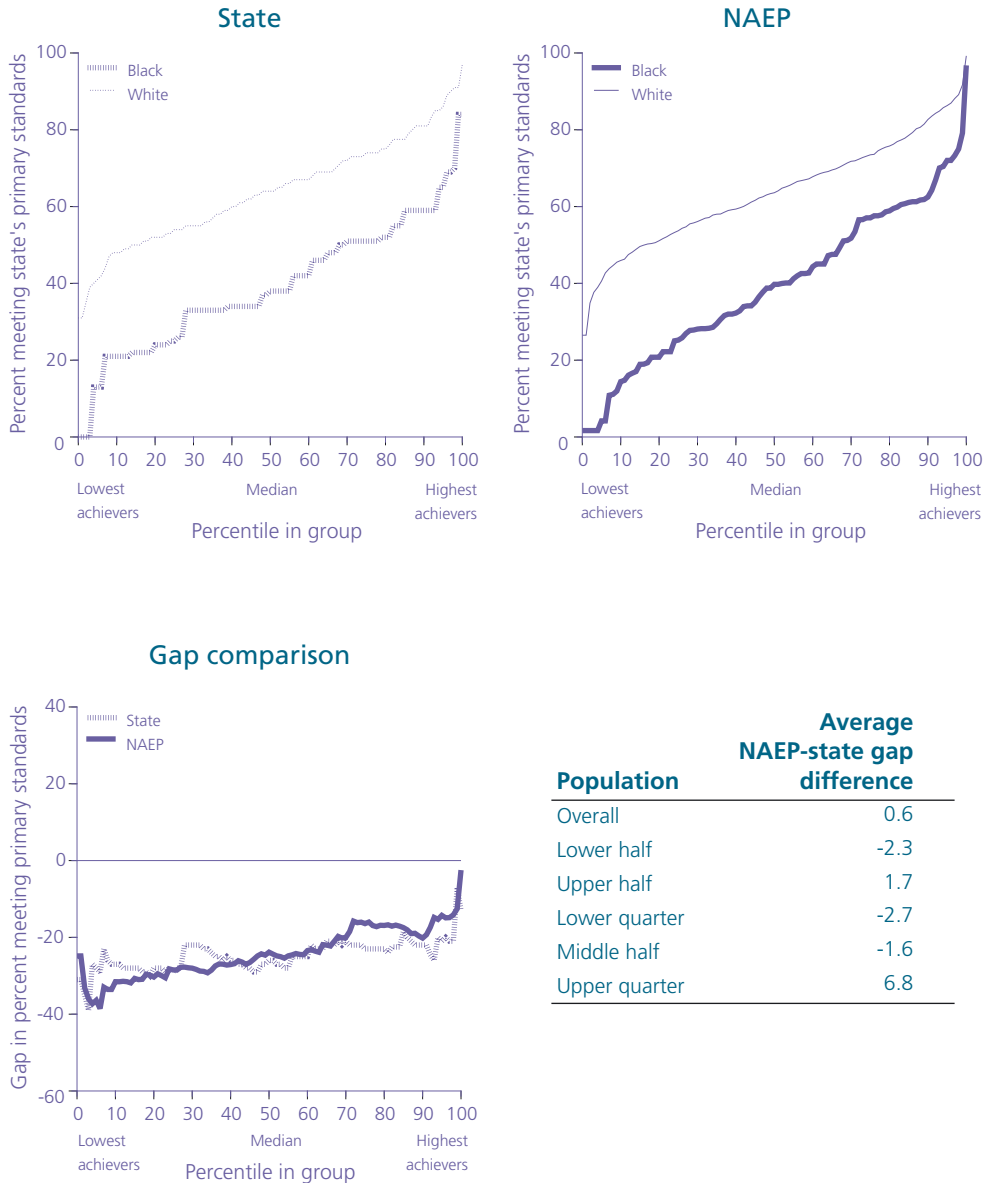 State
Percent meeting state's primary standards
100
80
60
40
20
0
Black
White
0 10 20 30 40 50 60 70 80 90 100
Lowest achievers
Median
Highest achievers
Percentile in group
NAEP
Percent meeting state's primary standards
100
80
60
40
20
0
Black
White
0 10 20 30 40 50 60 70 80 90 100
Lowest achievers
Median
Highest achievers
Percentile in group
Gap comparison
Gap in percent meeting primary standards
40
20
0
-20
-40
-60
State
NAEP
0 10 20 30 40 50 60 70 80 90 100
Lowest achievers
Median
Highest achievers
Percentile in group
Average
NAEP-state gap
Population difference
Overall 0.6
Lower half -2.3
Upper half 1.7
Lower quarter -2.7
Middle half -1.6
Upper quarter 6.8